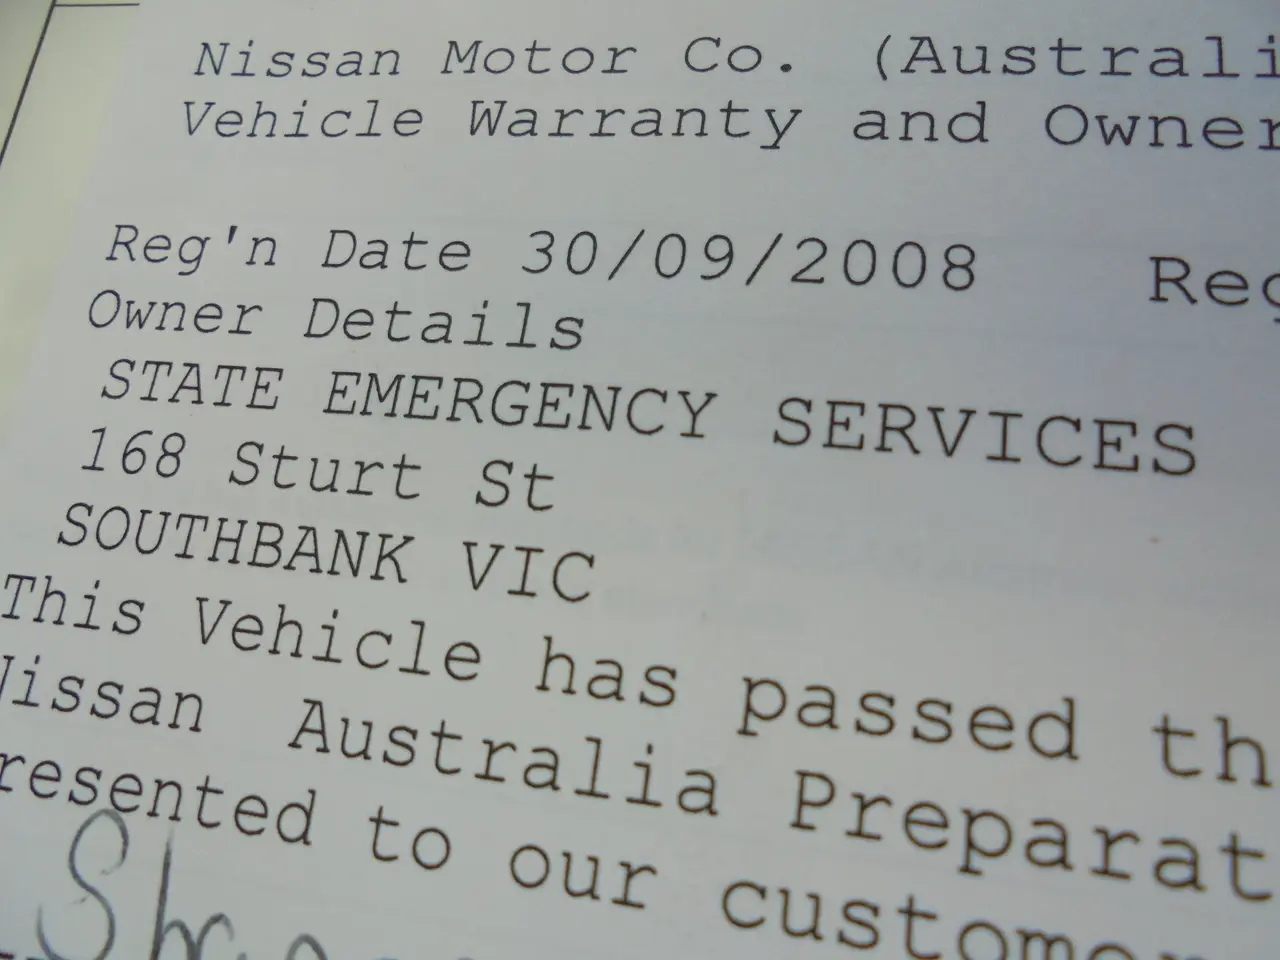 Nissan Motor Co. (Australi
Vehicle Warranty and Owner
Reg'n Date 30/09/2008 Reg
Owner Details
STATE EMERGENCY SERVICES
168 Sturt St
SOUTHBANK VIC
This Vehicle has passed th
Nissan Australia Preparat
resented to our customer